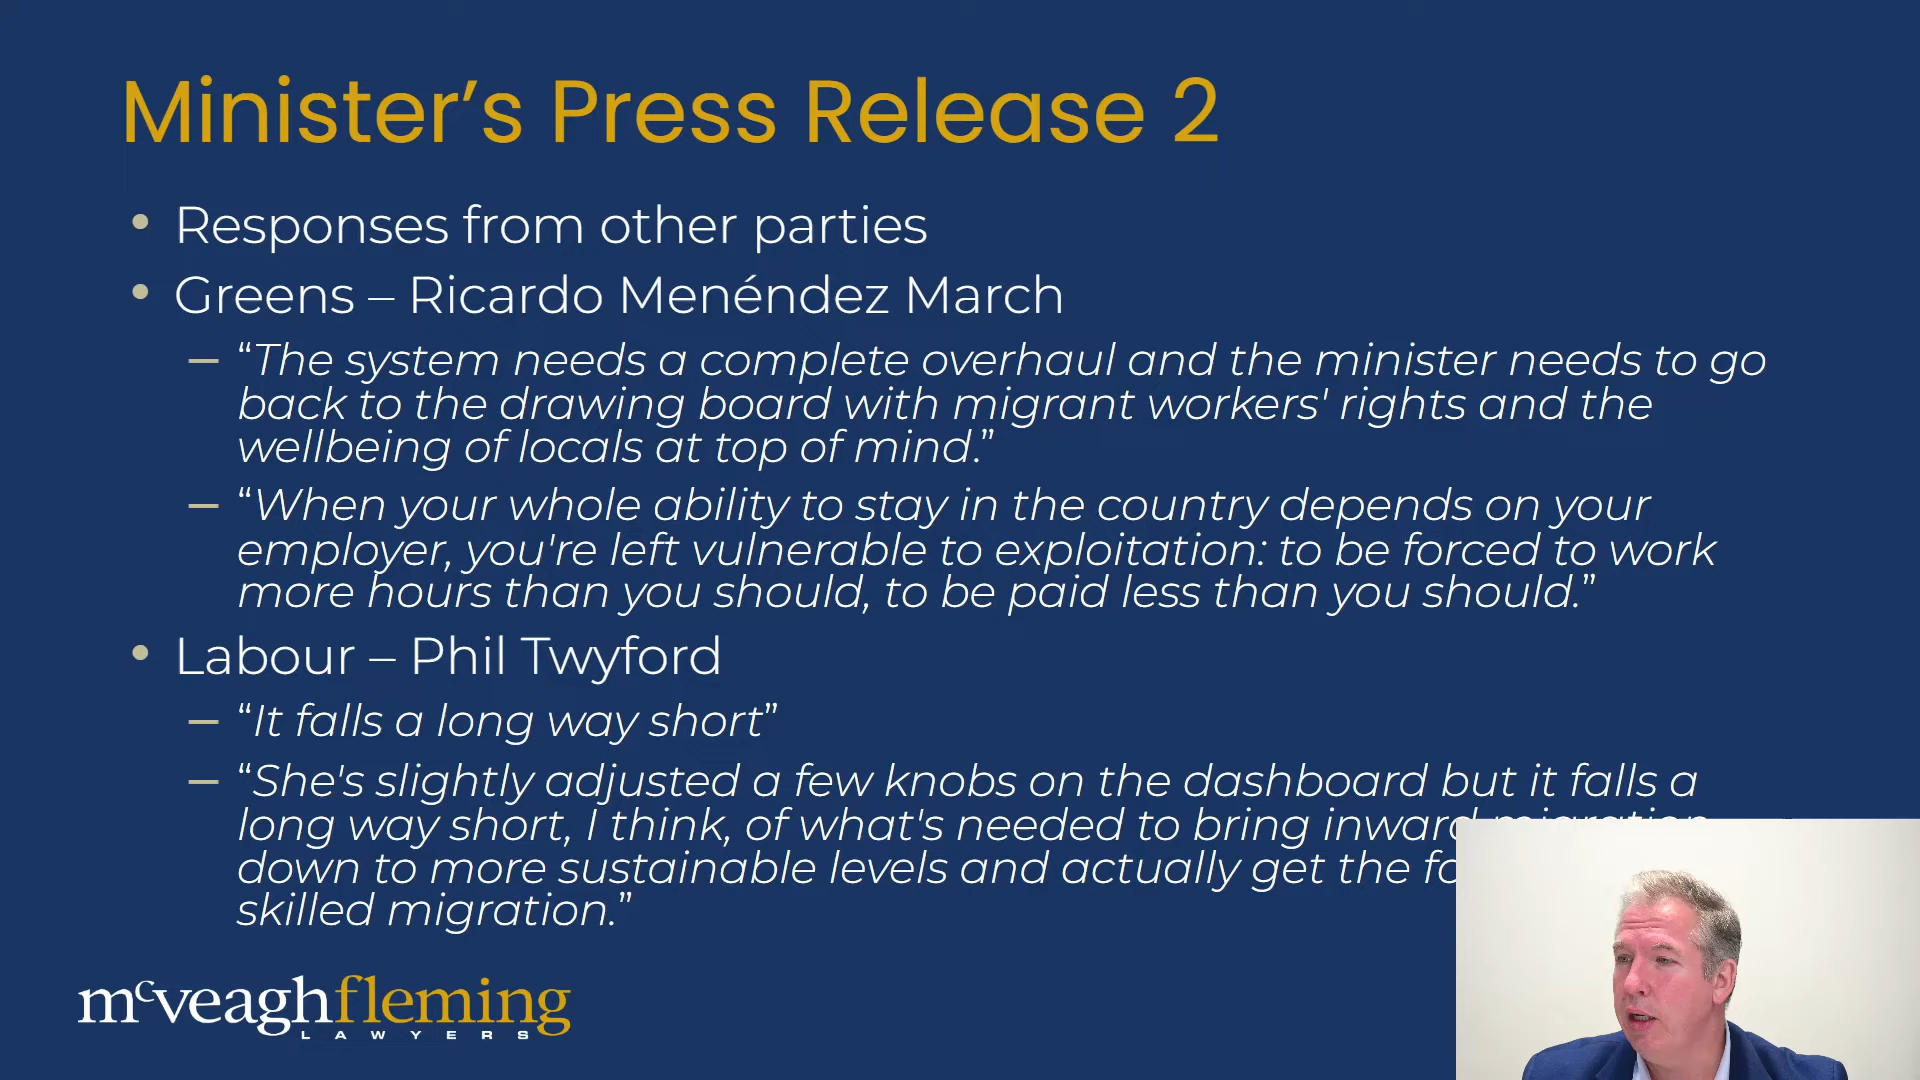 Minister’s Press Release 2
• Responses from other parties
• Greens – Ricardo Menéndez March
– “The system needs a complete overhaul and the minister needs to go
back to the drawing board with migrant workers' rights and the
wellbeing of locals at top of mind.”
– “When your whole ability to stay in the country depends on your
employer, you're left vulnerable to exploitation: to be forced to work
more hours than you should, to be paid less than you should.”
• Labour – Phil Twyford
– “It falls a long way short”
– “She's slightly adjusted a few knobs on the dashboard but it falls a
long way short, I think, of what's needed to bring inward migration
down to more sustainable levels and actually get the
skilled migration.”
mcveaghfleming
LAWYERS